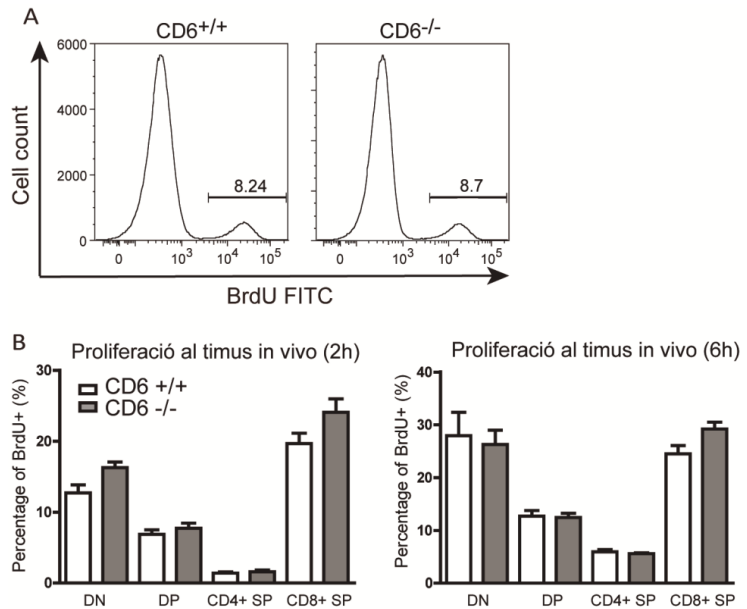 A
CD6+/+
CD6-/-
Cell count
6000
4000
2000
0
8.24
8.7
0
10³
10⁴
10⁵
0
10³
10⁴
10⁵
BrdU FITC
B
Proliferació al timus in vivo (2h)
Percentage of BrdU+ (%)
30
20
10
0
CD6 +/+
CD6 -/-
DN
DP
CD4+ SP
CD8+ SP
Proliferació al timus in vivo (6h)
Percentage of BrdU+ (%)
40
30
20
10
0
DN
DP
CD4+ SP
CD8+ SP